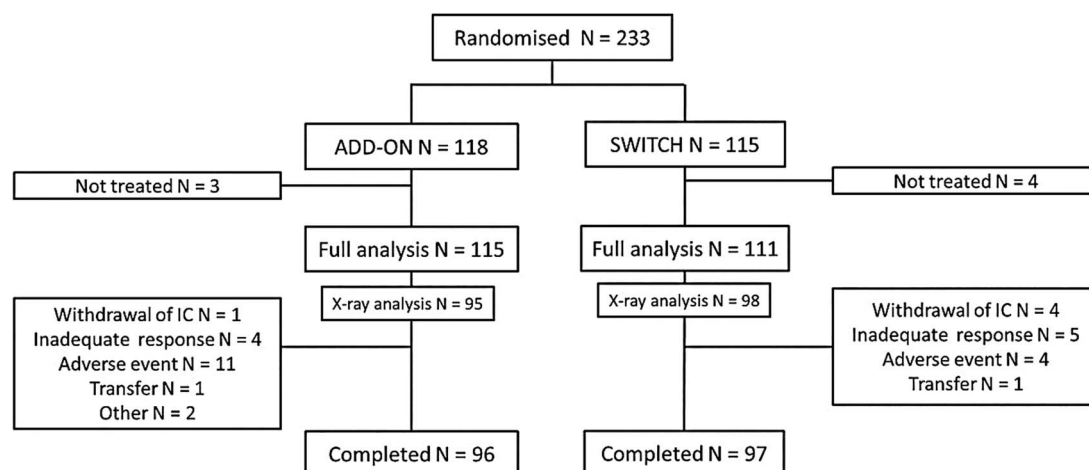 Randomised N = 233
ADD-ON N = 118
SWITCH N = 115
Not treated N = 3
Not treated N = 4
Full analysis N = 115
Full analysis N = 111
X-ray analysis N = 95
X-ray analysis N = 98
Withdrawal of IC N = 1
Inadequate response N = 4
Adverse event N = 11
Transfer N = 1
Other N = 2
Withdrawal of IC N = 4
Inadequate response N = 5
Adverse event N = 4
Transfer N = 1
Completed N = 96
Completed N = 97